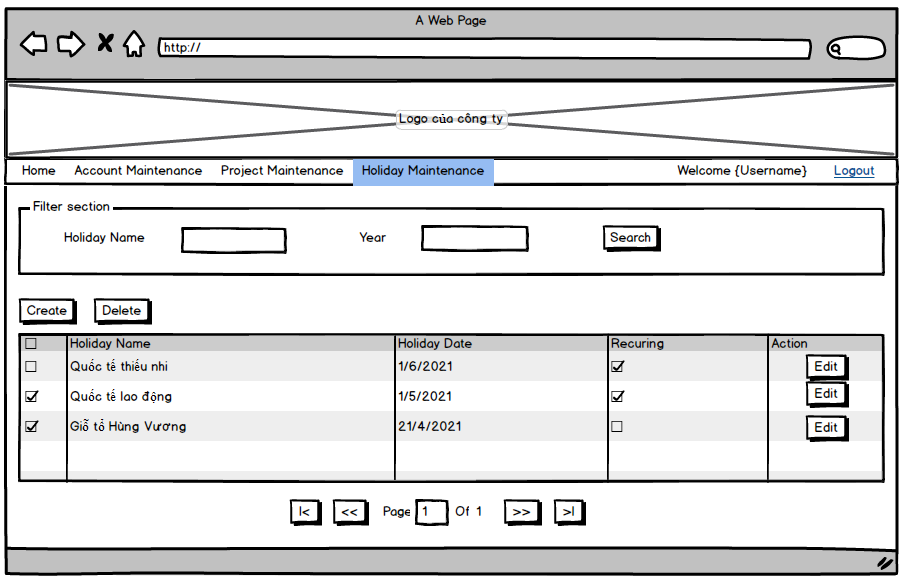 A Web Page
http://
Logo của công ty
Home Account Maintenance Project Maintenance Holiday Maintenance Welcome {Username} Logout
Filter section
Holiday Name Year Search
Create Delete
Holiday Name Holiday Date Recuring Action
Quốc tế thiếu nhi 1/6/2021 Edit
Quốc tế lao động 1/5/2021 Edit
Giỗ tổ Hùng Vương 21/4/2021 Edit
|< << Page 1 Of 1 >> >|